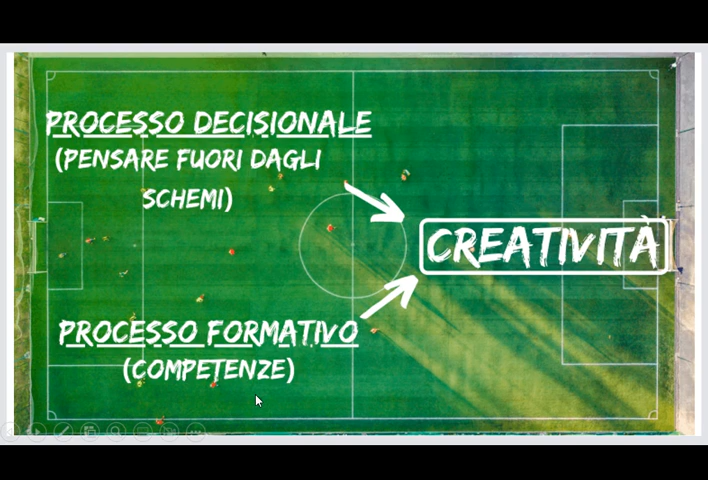 PROCESSO DECISIONALE
(PENSARE FUORI DAGLI
SCHEMI)
CREATIVITÀ
PROCESSO FORMATIVO
(COMPETENZE)